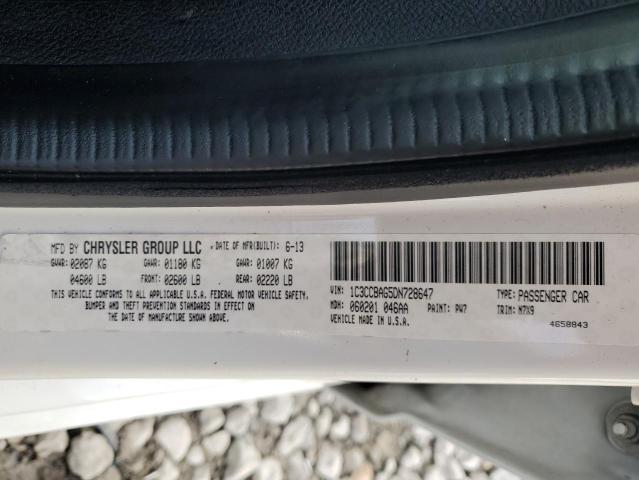 MFD BY CHRYSLER GROUP LLC DATE OF MFR(BUILT): 6-13
GVWR: 02087 KG GAWR: 01180 KG GAWR: 01007 KG
04600 LB FRONT: 02600 LB REAR: 02220 LB
THIS VEHICLE CONFORMS TO ALL APPLICABLE U.S.A. FEDERAL MOTOR VEHICLE SAFETY,
BUMPER AND THEFT PREVENTION STANDARDS IN EFFECT ON
THE DATE OF MANUFACTURE SHOWN ABOVE.
VIN: 1C3CCBAG5DN728647 TYPE: PASSENGER CAR
MDH: 060201 046AA PAINT: PW7 TRIM: N7X9
VEHICLE MADE IN U.S.A. 4658843